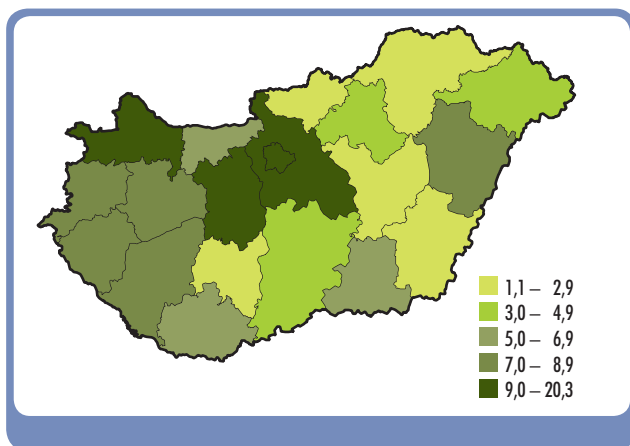 1,1 – 2,9
3,0 – 4,9
5,0 – 6,9
7,0 – 8,9
9,0 – 20,3